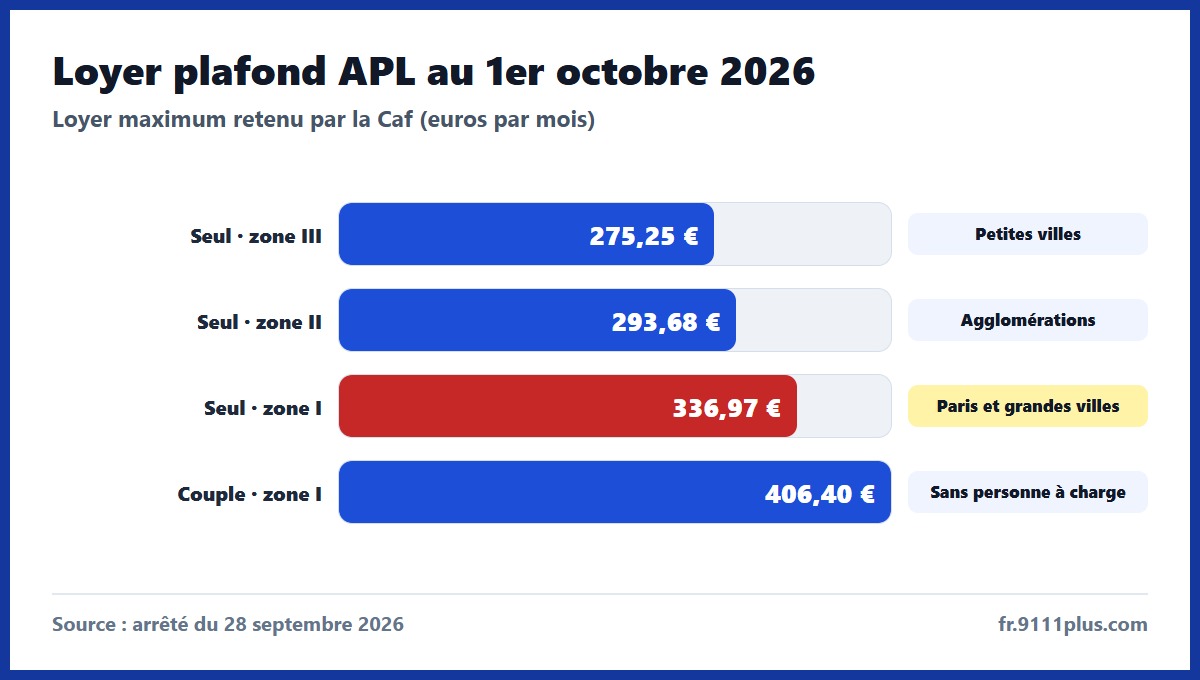 Loyer plafond APL au 1er octobre 2026
Loyer maximum retenu par la Caf (euros par mois)
Seul · zone III 275,25 € Petites villes
Seul · zone II 293,68 € Agglomérations
Seul · zone I 336,97 € Paris et grandes villes
Couple · zone I 406,40 € Sans personne à charge
Source : arrêté du 28 septembre 2026 fr.9111plus.com